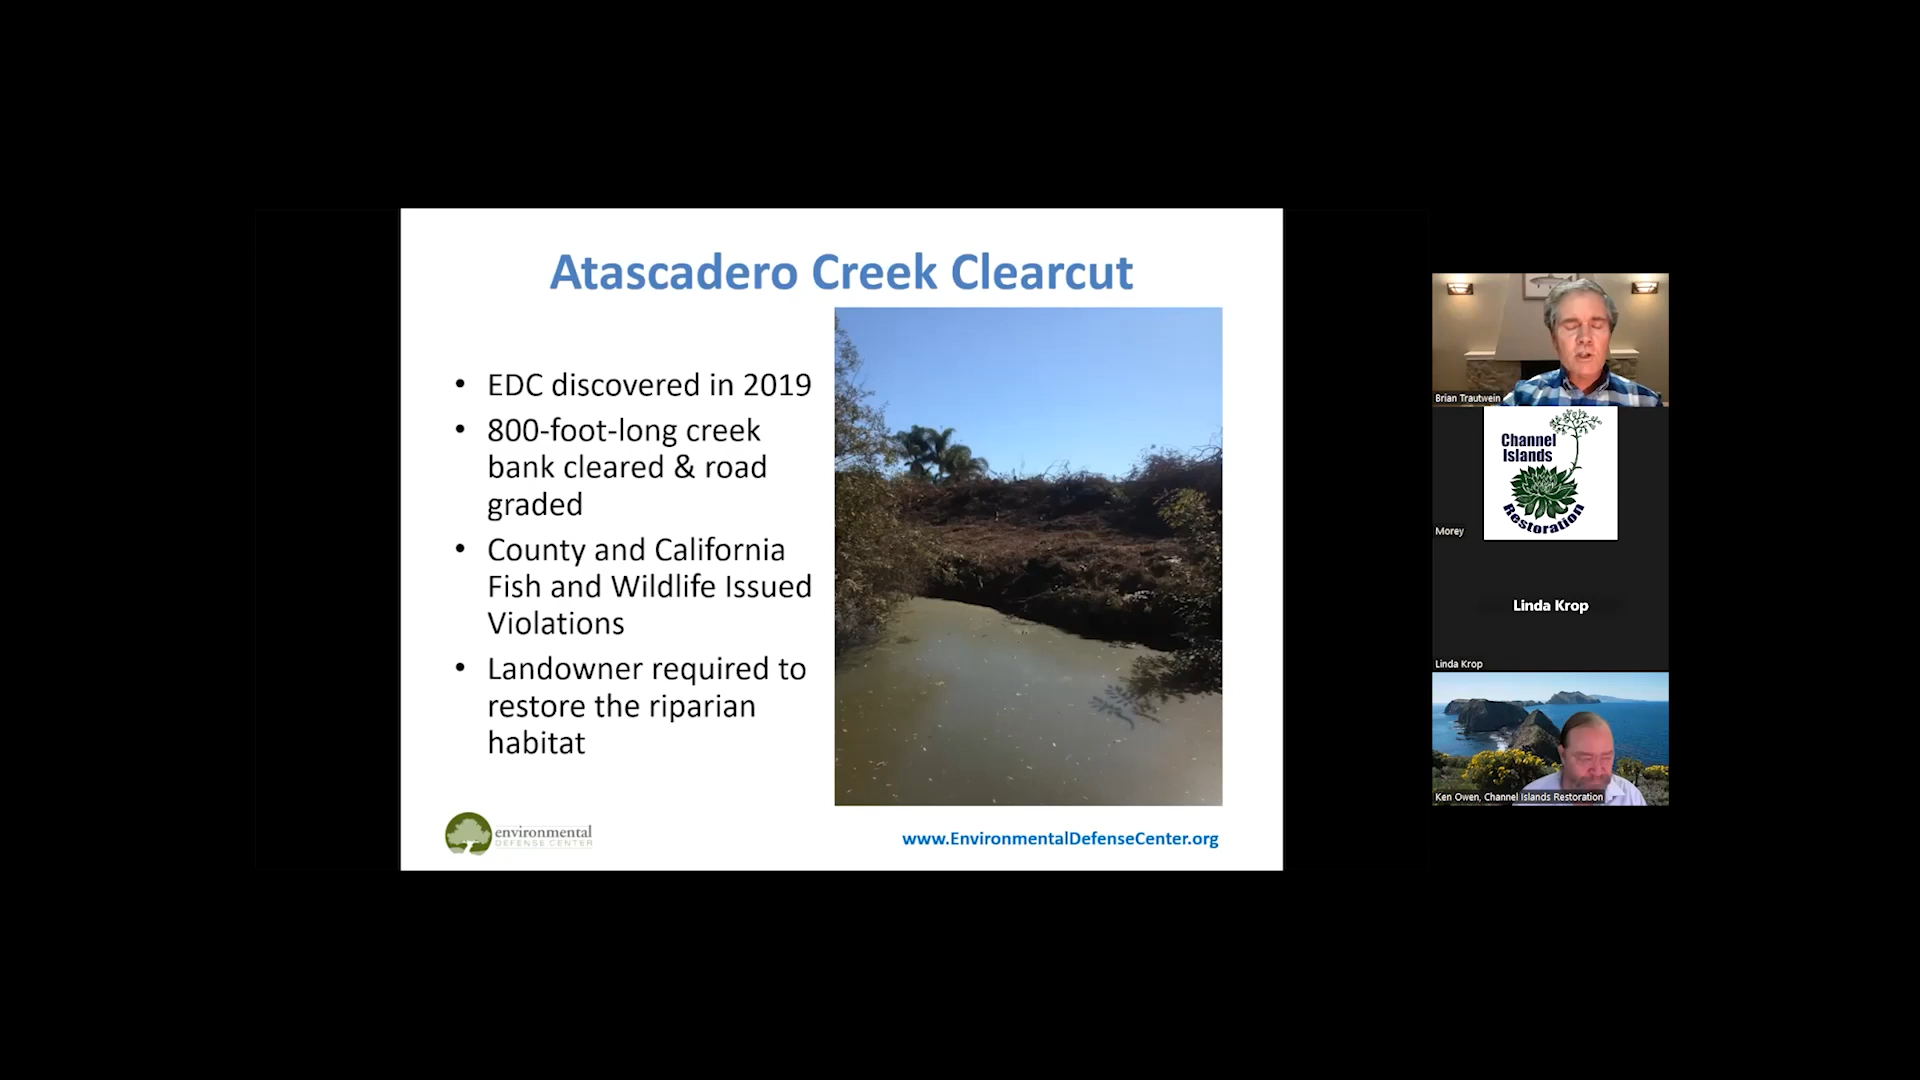 Atascadero Creek Clearcut
• EDC discovered in 2019
• 800-foot-long creek
bank cleared & road
graded
• County and California
Fish and Wildlife Issued
Violations
• Landowner required to
restore the riparian
habitat
environmental
DEFENSE CENTER
www.EnvironmentalDefenseCenter.org
Brian Trautwein
Channel
Islands
Restoration
Morey
Linda Krop
Linda Krop
Ken Owen, Channel Islands Restoration